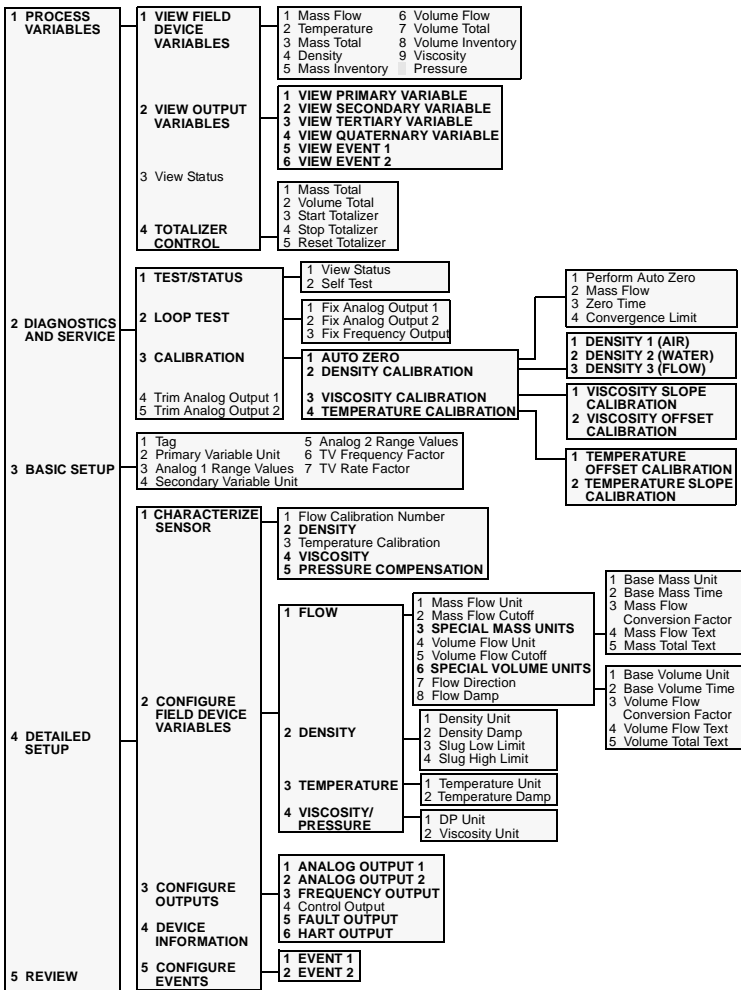 1 PROCESS
VARIABLES
1 VIEW FIELD
DEVICE
VARIABLES
1 Mass Flow
2 Temperature
3 Mass Total
4 Density
5 Mass Inventory
6 Volume Flow
7 Volume Total
8 Volume Inventory
9 Viscosity
Pressure
2 VIEW OUTPUT
VARIABLES
1 VIEW PRIMARY VARIABLE
2 VIEW SECONDARY VARIABLE
3 VIEW TERTIARY VARIABLE
4 VIEW QUATERNARY VARIABLE
5 VIEW EVENT 1
6 VIEW EVENT 2
3 View Status
4 TOTALIZER
CONTROL
1 Mass Total
2 Volume Total
3 Start Totalizer
4 Stop Totalizer
5 Reset Totalizer
2 DIAGNOSTICS
AND SERVICE
1 TEST/STATUS
1 View Status
2 Self Test
2 LOOP TEST
1 Fix Analog Output 1
2 Fix Analog Output 2
3 Fix Frequency Output
3 CALIBRATION
1 AUTO ZERO
2 DENSITY CALIBRATION
3 VISCOSITY CALIBRATION
4 TEMPERATURE CALIBRATION
1 Perform Auto Zero
2 Mass Flow
3 Zero Time
4 Convergence Limit
1 DENSITY 1 (AIR)
2 DENSITY 2 (WATER)
3 DENSITY 3 (FLOW)
1 VISCOSITY SLOPE
CALIBRATION
2 VISCOSITY OFFSET
CALIBRATION
1 TEMPERATURE
OFFSET CALIBRATION
2 TEMPERATURE SLOPE
CALIBRATION
4 Trim Analog Output 1
5 Trim Analog Output 2
3 BASIC SETUP
1 Tag
2 Primary Variable Unit
3 Analog 1 Range Values
4 Secondary Variable Unit
5 Analog 2 Range Values
6 TV Frequency Factor
7 TV Rate Factor
4 DETAILED
SETUP
1 CHARACTERIZE
SENSOR
1 Flow Calibration Number
2 DENSITY
3 Temperature Calibration
4 VISCOSITY
5 PRESSURE COMPENSATION
2 CONFIGURE
FIELD DEVICE
VARIABLES
1 FLOW
1 Mass Flow Unit
2 Mass Flow Cutoff
3 SPECIAL MASS UNITS
4 Volume Flow Unit
5 Volume Flow Cutoff
6 SPECIAL VOLUME UNITS
7 Flow Direction
8 Flow Damp
1 Base Mass Unit
2 Base Mass Time
3 Mass Flow
Conversion Factor
4 Mass Flow Text
5 Mass Total Text
1 Base Volume Unit
2 Base Volume Time
3 Volume Flow
Conversion Factor
4 Volume Flow Text
5 Volume Total Text
2 DENSITY
1 Density Unit
2 Density Damp
3 Slug Low Limit
4 Slug High Limit
3 TEMPERATURE
1 Temperature Unit
2 Temperature Damp
4 VISCOSITY/
PRESSURE
1 DP Unit
2 Viscosity Unit
3 CONFIGURE
OUTPUTS
1 ANALOG OUTPUT 1
2 ANALOG OUTPUT 2
3 FREQUENCY OUTPUT
4 Control Output
5 FAULT OUTPUT
6 HART OUTPUT
4 DEVICE
INFORMATION
5 CONFIGURE
EVENTS
1 EVENT 1
2 EVENT 2
5 REVIEW